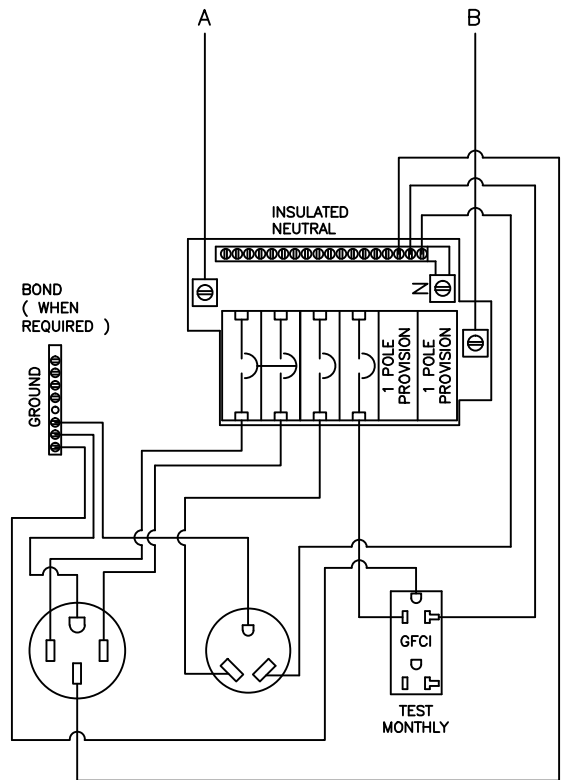 A
B
INSULATED
NEUTRAL
BOND
( WHEN
REQUIRED )
N
GROUND
1 POLE
PROVISION
1 POLE
PROVISION
GFCI
TEST
MONTHLY